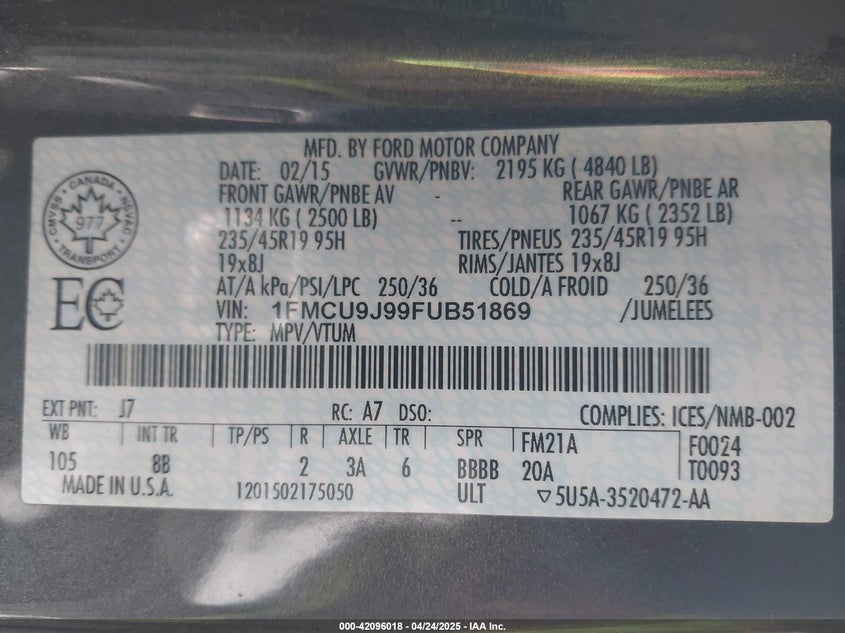 MFD. BY FORD MOTOR COMPANY
DATE: 02/15 GVWR/PNBV: 2195 KG ( 4840 LB)
FRONT GAWR/PNBE AV - REAR GAWR/PNBE AR
1134 KG ( 2500 LB) -- 1067 KG ( 2352 LB)
235/45R19 95H TIRES/PNEUS 235/45R19 95H
19x8J RIMS/JANTES 19x8J
AT/A kPa/PSI/LPC 250/36 COLD/A FROID 250/36
VIN: 1FMCU9J99FUB51869 /JUMELEES
TYPE: MPV/VTUM
CANADA
CMVSS NSVAC
977
TRANSPORT
EC
EXT PNT: J7 RC: A7 DSO: COMPLIES: ICES/NMB-002
WB INT TR TP/PS R AXLE TR SPR FM21A F0024
105 8B 2 3A 6 BBBB 20A T0093
MADE IN U.S.A. 1201502175050 ULT ▽5U5A-3520472-AA
000-42096018 - 04/24/2025 - IAA Inc.